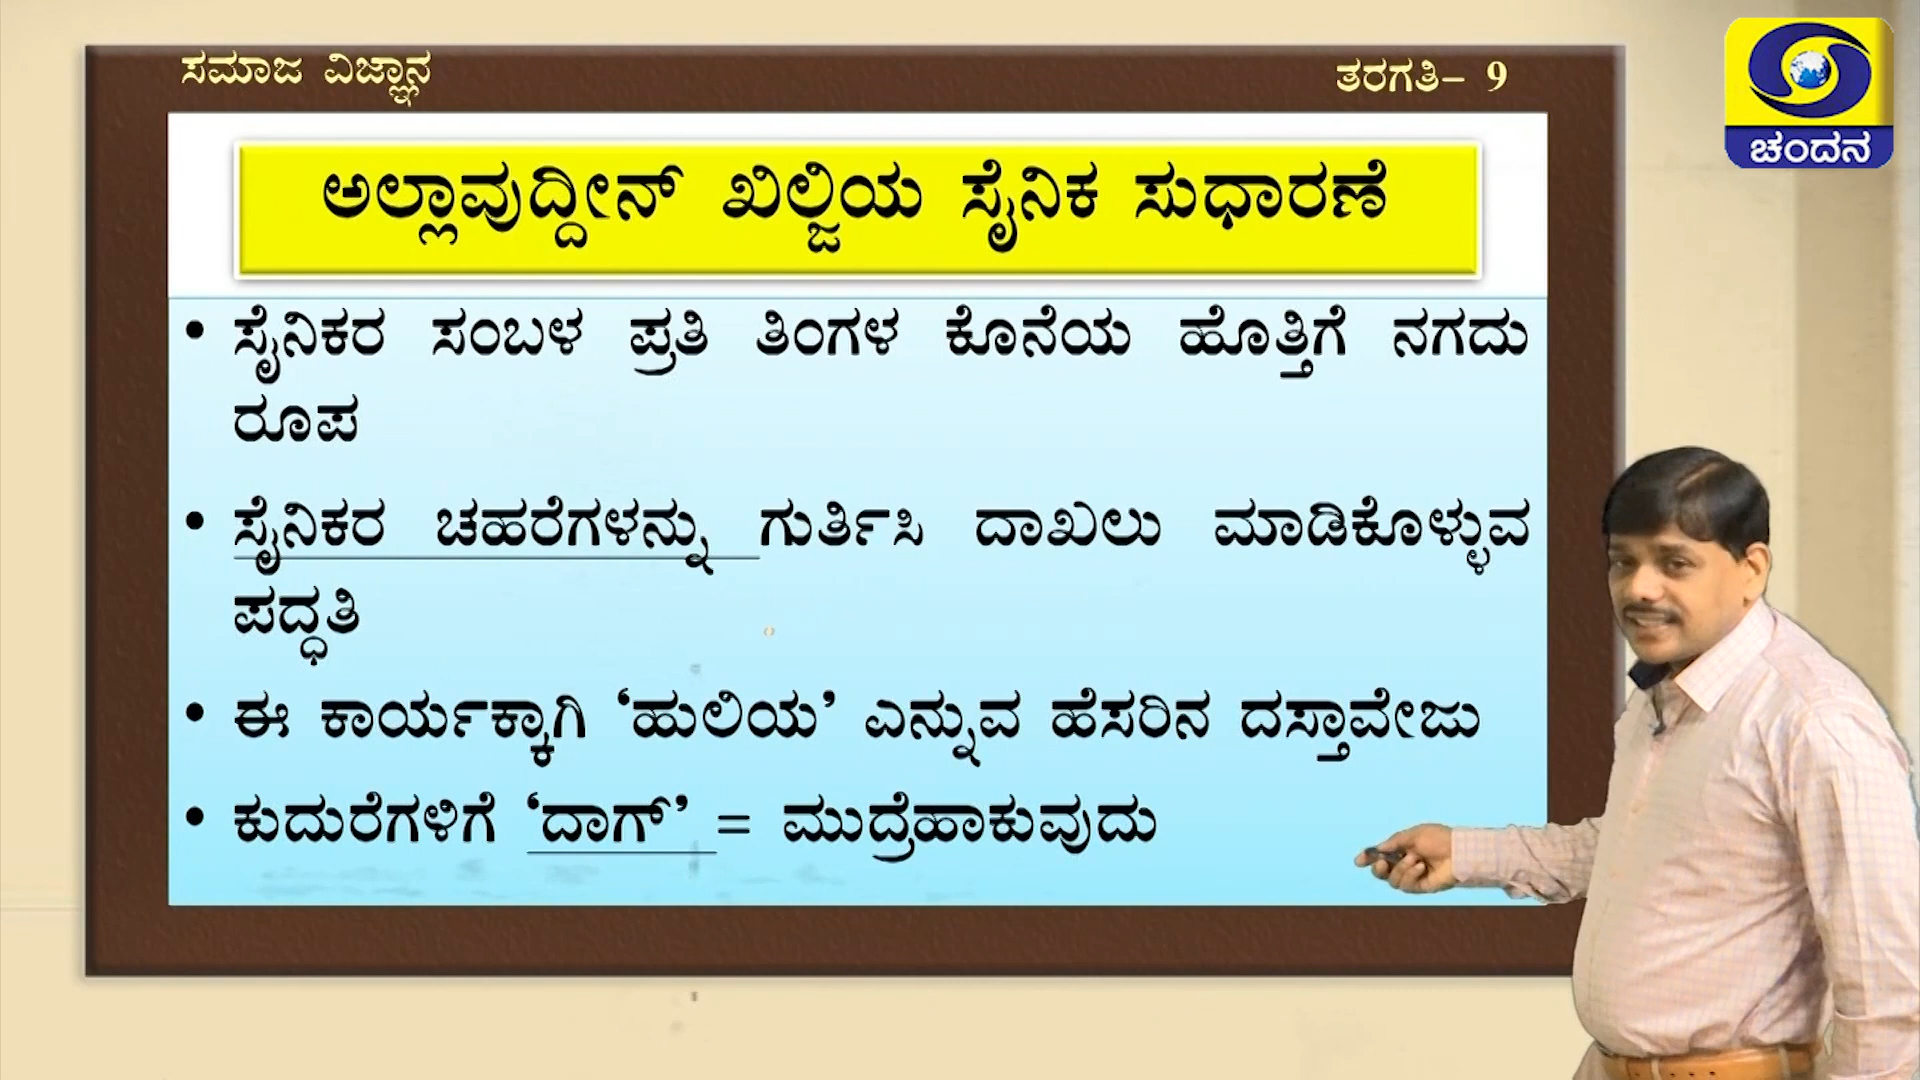 ಸಮಾಜ ವಿಜ್ಞಾನ
ತರಗತಿ– 9
ಚಂದನ
ಅಲ್ಲಾವುದ್ದೀನ್ ಖಿಲ್ಜಿಯ ಸೈನಿಕ ಸುಧಾರಣೆ
• ಸೈನಿಕರ ಸಂಬಳ ಪ್ರತಿ ತಿಂಗಳ ಕೊನೆಯ ಹೊತ್ತಿಗೆ ನಗದು
ರೂಪ
• ಸೈನಿಕರ ಚಹರೆಗಳನ್ನು ಗುರ್ತಿಸಿ ದಾಖಲು ಮಾಡಿಕೊಳ್ಳುವ
ಪದ್ಧತಿ
• ಈ ಕಾರ್ಯಕ್ಕಾಗಿ ‘ಹುಲಿಯ’ ಎನ್ನುವ ಹೆಸರಿನ ದಸ್ತಾವೇಜು
• ಕುದುರೆಗಳಿಗೆ ‘ದಾಗ್’ = ಮುದ್ರೆಹಾಕುವುದು